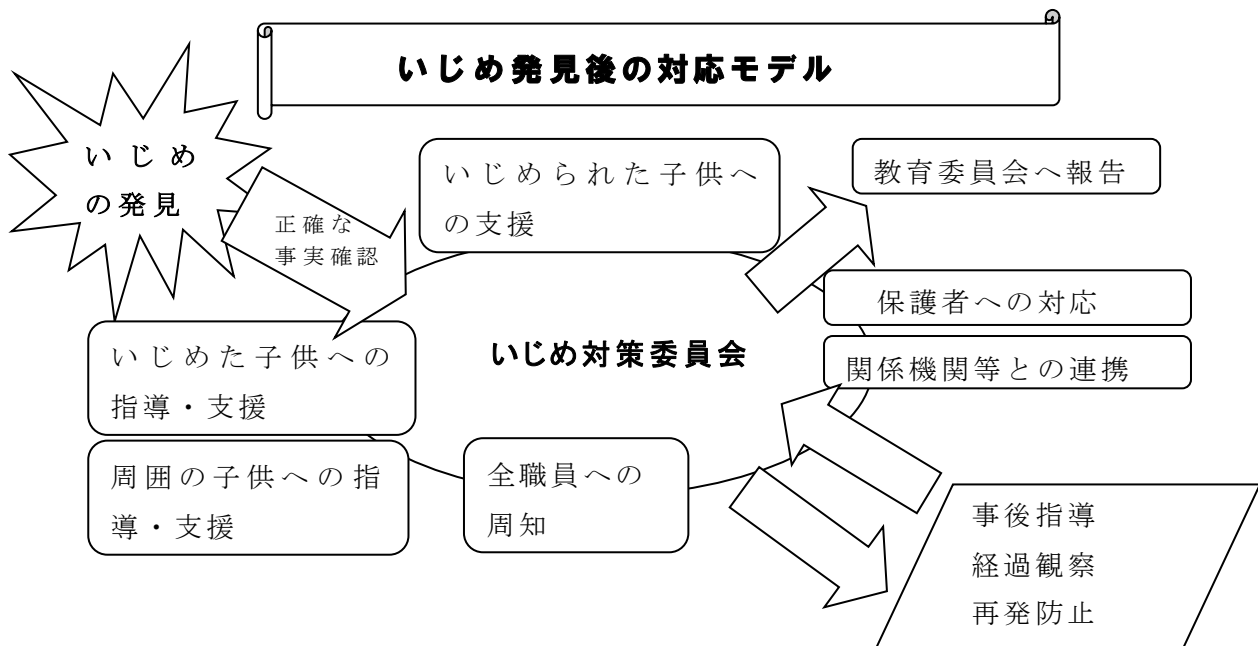 いじめ発見後の対応モデル
いじめ
の発見
正確な
事実確認
いじめられた子供へ
の支援
教育委員会へ報告
保護者への対応
いじめた子供への
指導・支援
いじめ対策委員会
関係機関等との連携
周囲の子供への指
導・支援
全職員への
周知
事後指導
経過観察
再発防止